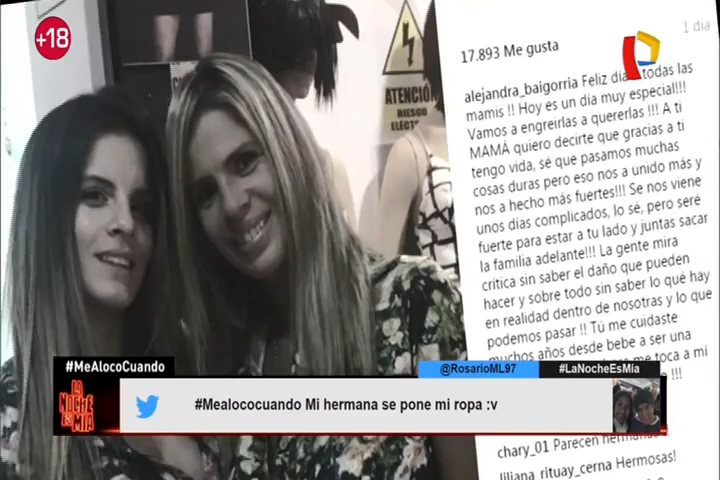 +18
ATENCIÓN
RIESGO
17.893 Me gusta
1 día
alejandra_baigorria Feliz día todas las
mamis !! Hoy es un día muy especial!!!
Vamos a engreirlas a quererlas !!! A ti
MAMÁ quiero decirte que gracias a ti
tengo vida, sé que pasamos muchas
cosas duras pero eso nos a unido más y
nos a hecho más fuertes!!! Se nos viene
unos días complicados, lo sé, pero seré
fuerte para estar a tu lado y juntas sacar
la familia adelante!!! La gente mira
critica sin saber el daño que pueden
hacer y sobre todo sin saber lo qué hay
en realidad dentro de nosotras y lo que
podemos pasar !! Tú me cuidaste
muchos años desde bebe a ser una
me toca a mí
!!!
#MeAlocoCuando
@RosarioML97
#LaNocheEsMía
LA
NOCHE
ES
MÍA
#Mealococuando Mi hermana se pone mi ropa :v
chary_01 Parecen
liliana_rituay_cerna Hermosas!